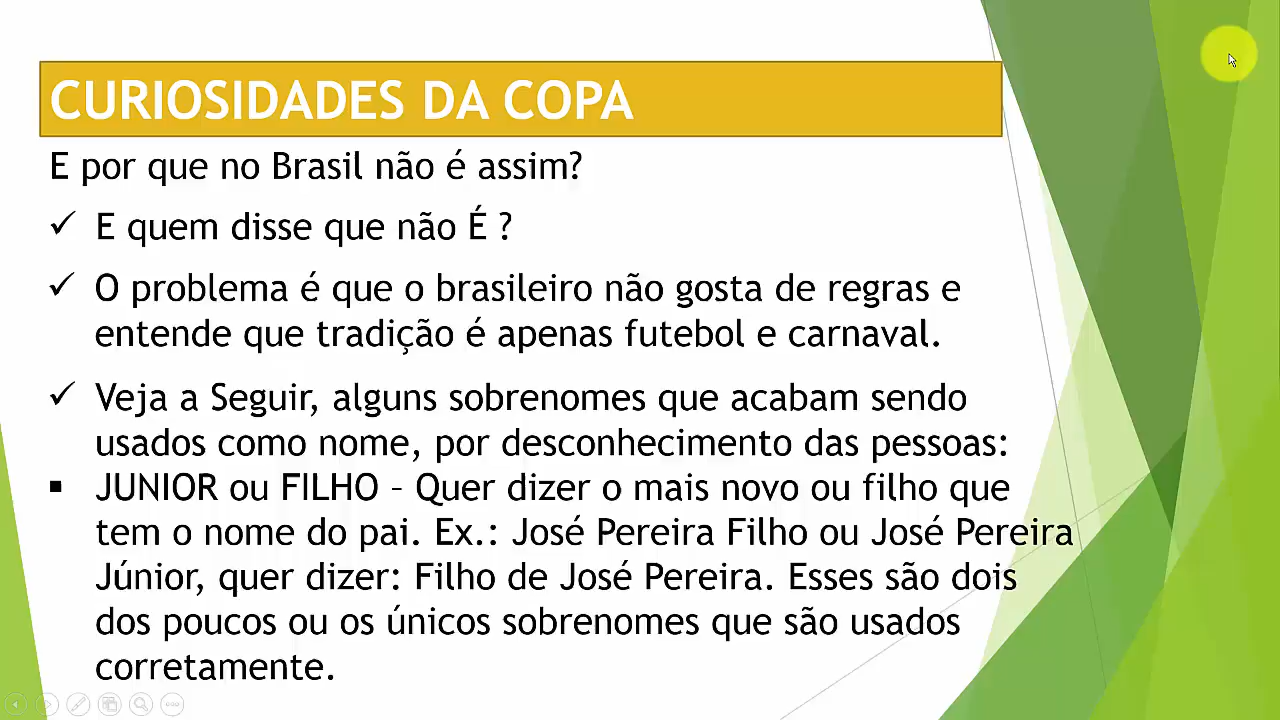 CURIOSIDADES DA COPA
E por que no Brasil não é assim?
✓ E quem disse que não É ?
✓ O problema é que o brasileiro não gosta de regras e
entende que tradição é apenas futebol e carnaval.
✓ Veja a Seguir, alguns sobrenomes que acabam sendo
usados como nome, por desconhecimento das pessoas:
▪ JUNIOR ou FILHO – Quer dizer o mais novo ou filho que
tem o nome do pai. Ex.: José Pereira Filho ou José Pereira
Júnior, quer dizer: Filho de José Pereira. Esses são dois
dos poucos ou os únicos sobrenomes que são usados
corretamente.